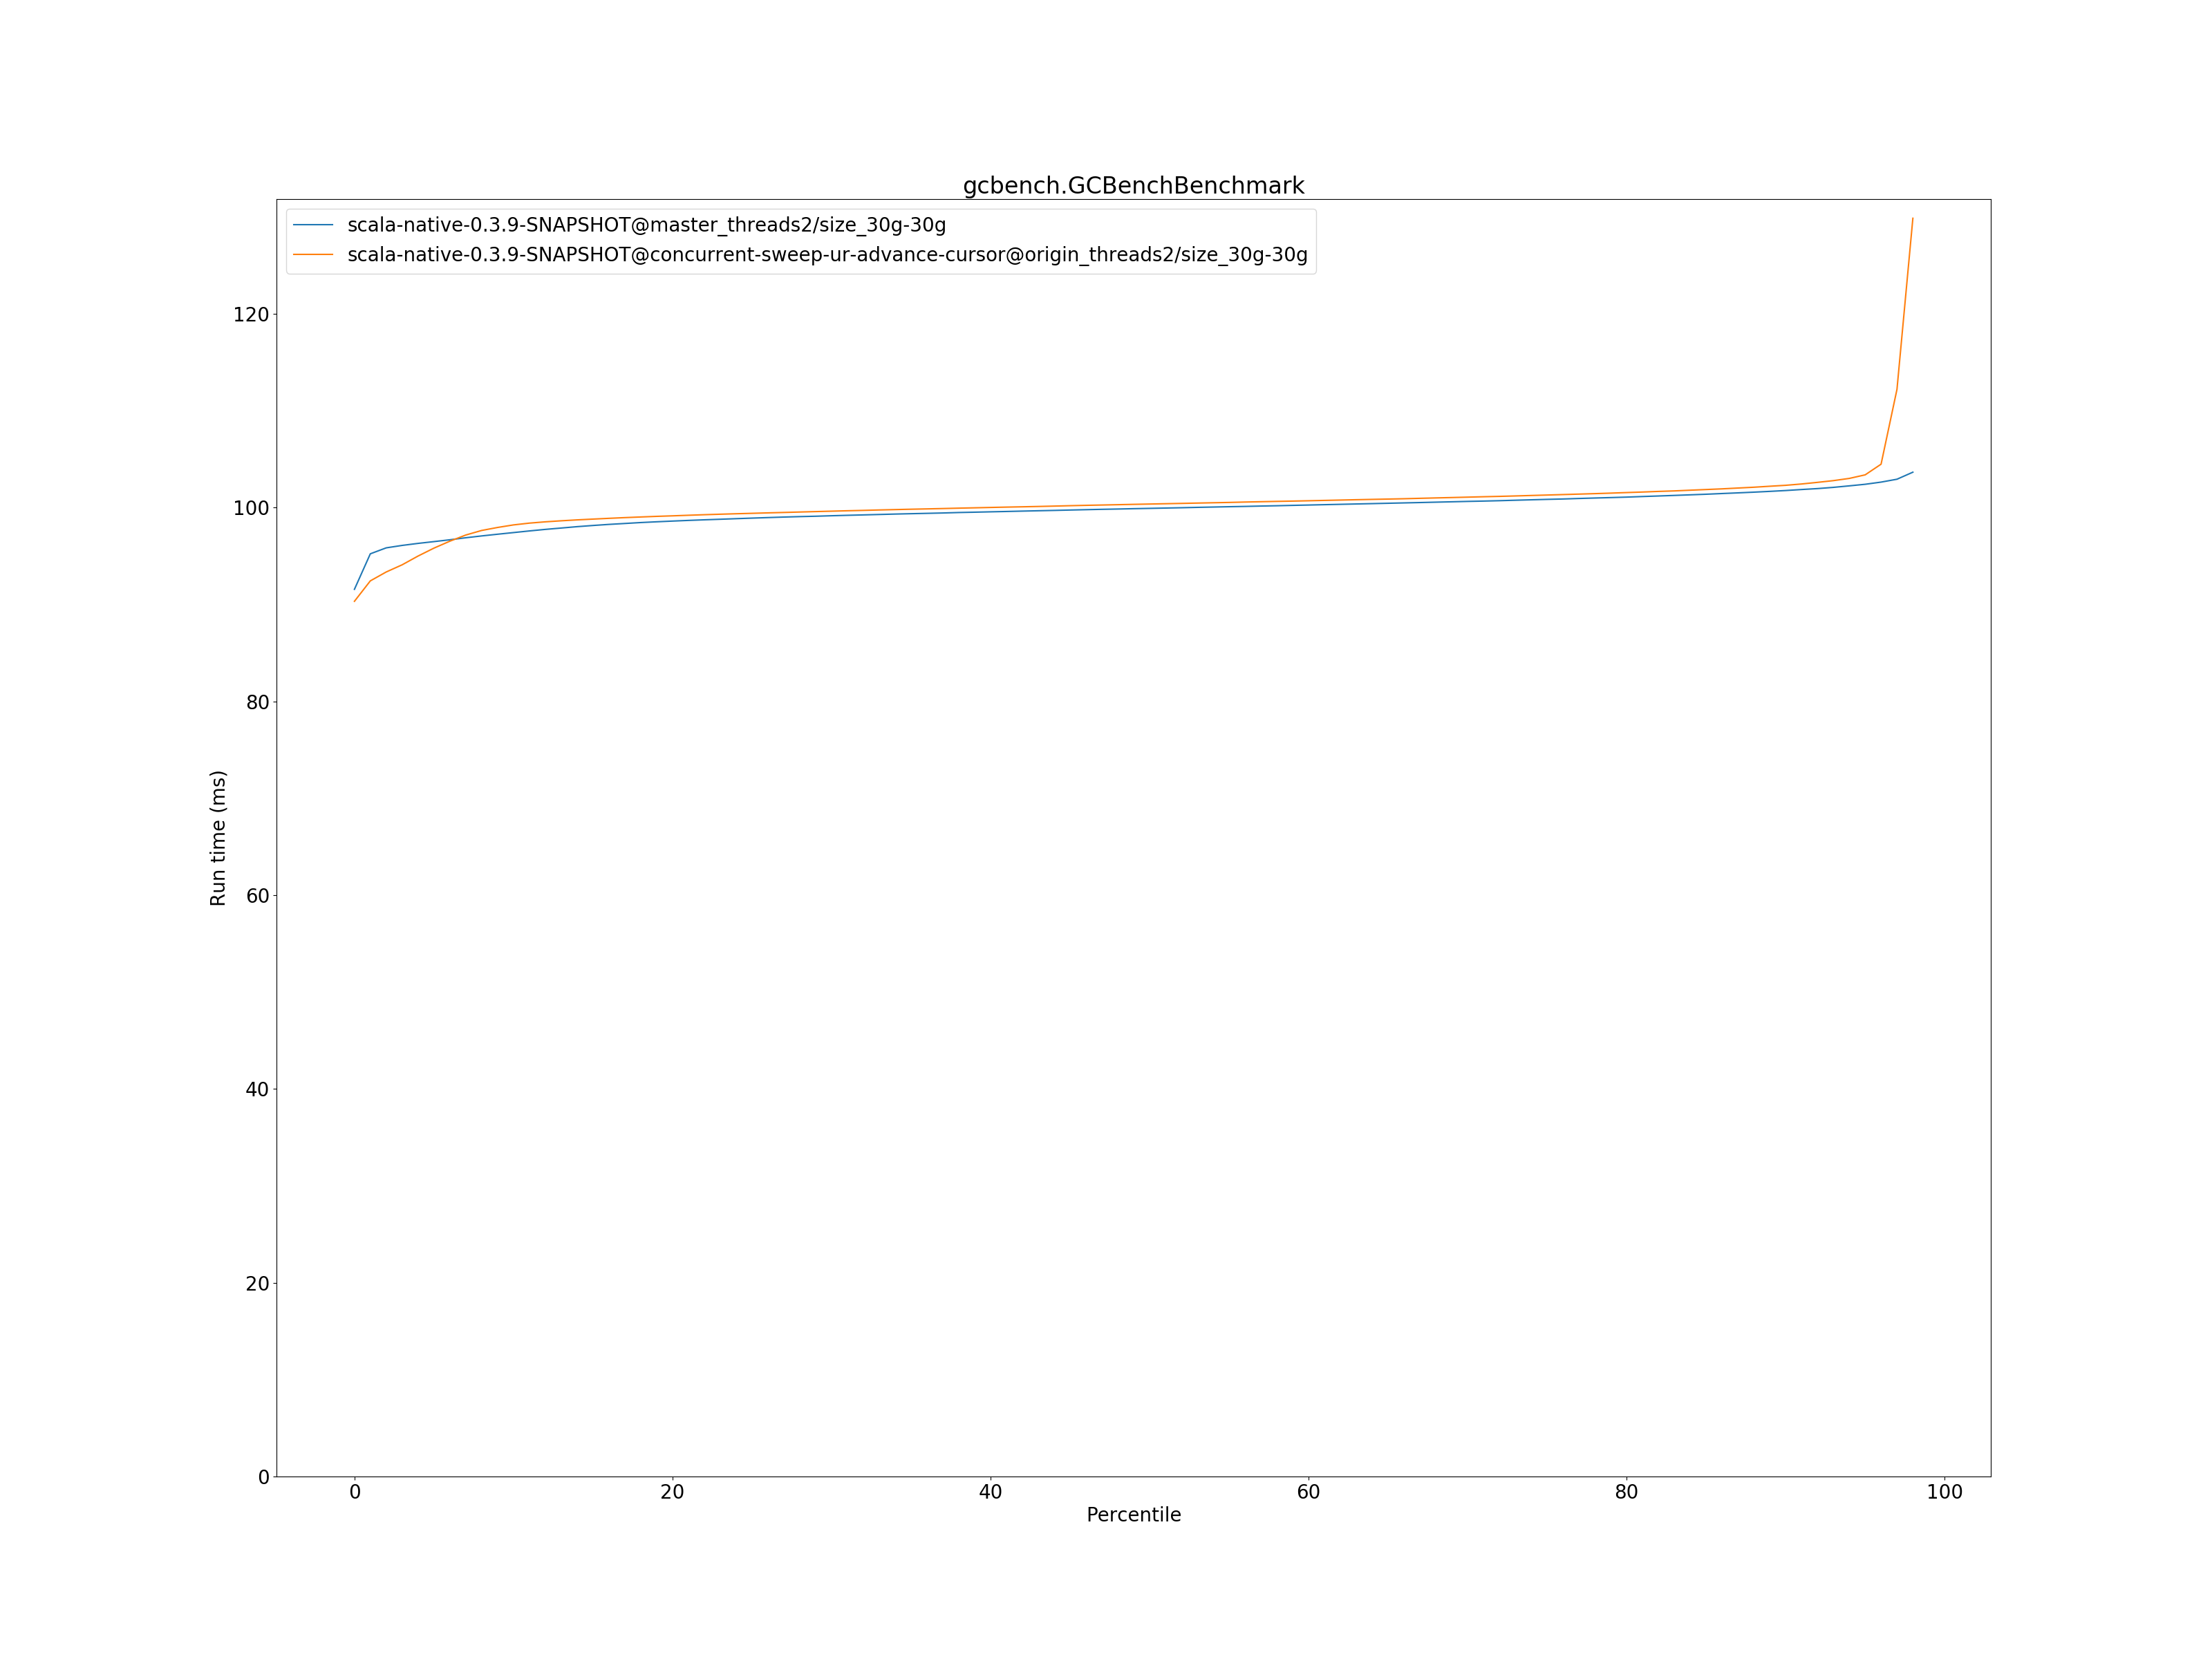 gcbench.GCBenchBenchmark
scala-native-0.3.9-SNAPSHOT@master_threads2/size_30g-30g
scala-native-0.3.9-SNAPSHOT@concurrent-sweep-ur-advance-cursor@origin_threads2/size_30g-30g
120
100
80
60
40
20
0
Run time (ms)
0 20 40 60 80 100
Percentile